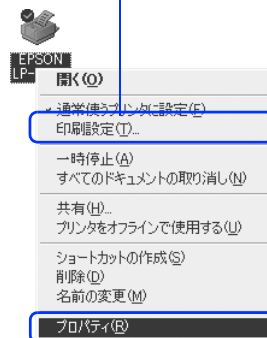 EPSON
LP-
開く(O)
通常使うプリンタに設定(F)
印刷設定(T)...
一時停止(A)
すべてのドキュメントの取り消し(N)
共有(H)...
プリンタをオフラインで使用する(U)
ショートカットの作成(S)
削除(D)
名前の変更(M)
プロパティ(R)